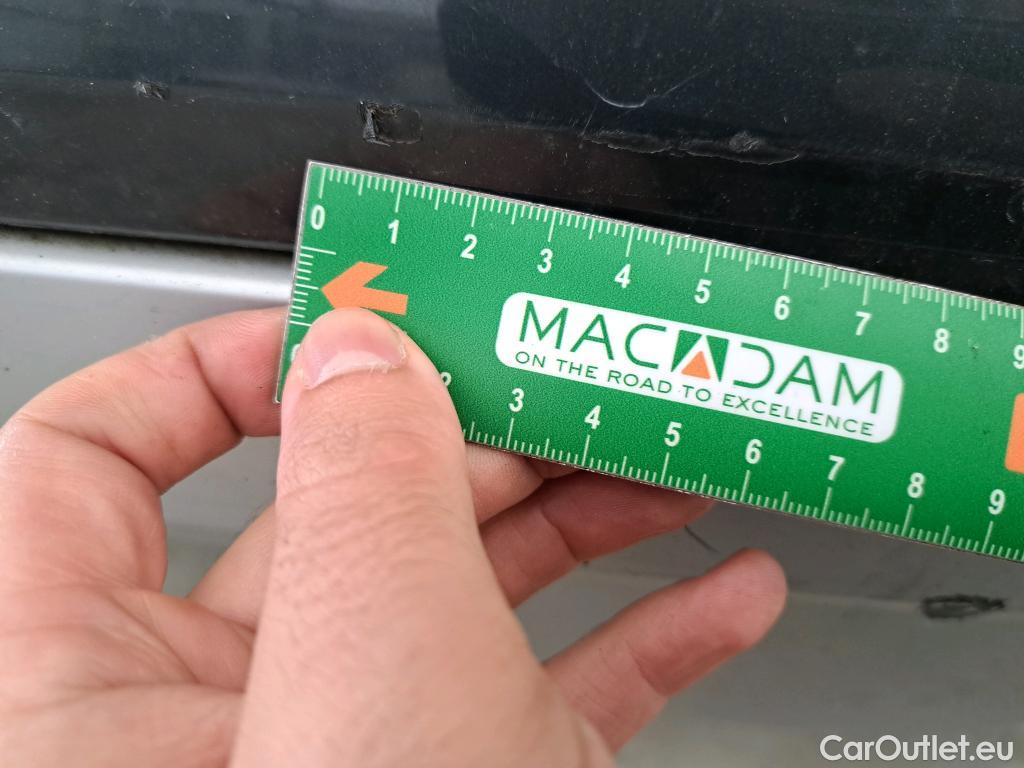 0 1 2 3 4 5 6 7 8 9
MACADAM
ON THE ROAD TO EXCELLENCE
3 4 5 6 7 8 9
CarOutlet.eu